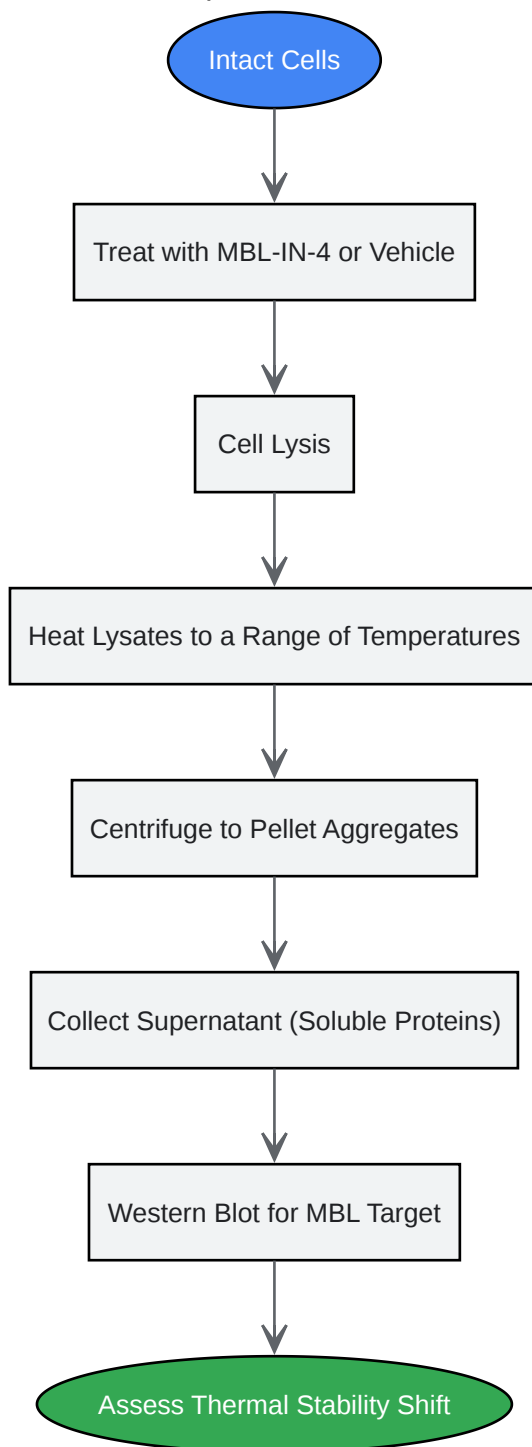 Intact Cells
Treat with MBL-IN-4 or Vehicle
Cell Lysis
Heat Lysates to a Range of Temperatures
Centrifuge to Pellet Aggregates
Collect Supernatant (Soluble Proteins)
Western Blot for MBL Target
Assess Thermal Stability Shift